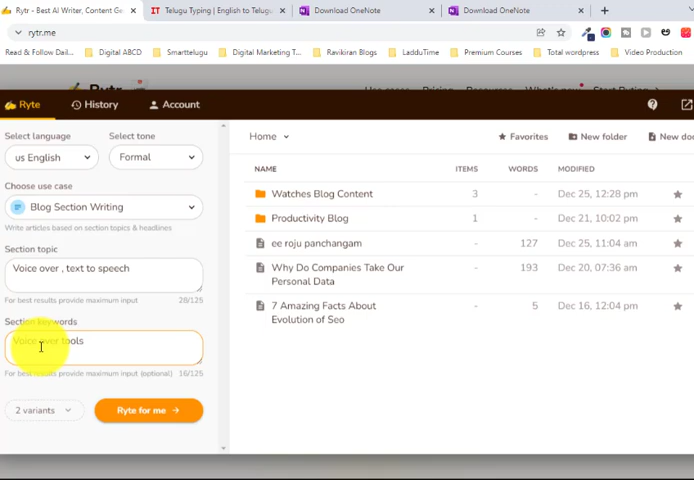 Rytr - Best AI Writer, Content Ge
Telugu Typing | English to Telugu
Download OneNote
Download OneNote
rytr.me
Read & Follow Dail...
Digital ABCD
Smarttelugu
Digital Marketing T...
Ravikiran Blogs
LadduTime
Premium Courses
Total wordpress
Video Production
Ryte
History
Account
Select language
Select tone
us English
Formal
Choose use case
Blog Section Writing
Write articles based on section topics & headlines
Section topic
Voice over , text to speech
For best results provide maximum input
28/125
Section keywords
Voice over tools
For best results provide maximum input (optional)
16/125
2 variants
Ryte for me
Home
Favorites
New folder
New doc
NAME
ITEMS
WORDS
MODIFIED
Watches Blog Content
3
-
Dec 25, 12:28 pm
Productivity Blog
1
-
Dec 21, 10:02 pm
ee roju panchangam
-
127
Dec 25, 11:04 am
Why Do Companies Take Our
Personal Data
-
193
Dec 20, 07:36 am
7 Amazing Facts About
Evolution of Seo
-
5
Dec 16, 12:04 pm